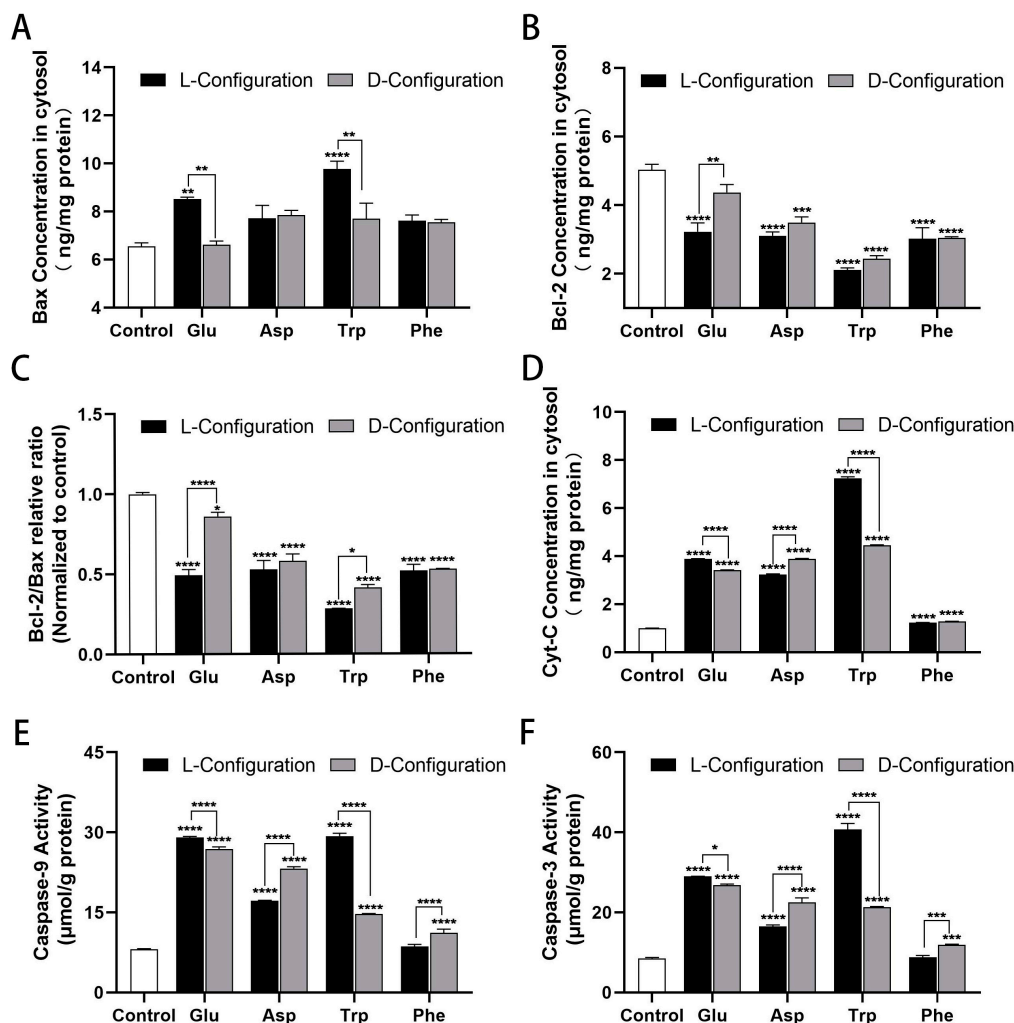 A
Bax Concentration in cytosol
( ng/mg protein)
14
12
10
8
6
4
L-Configuration D-Configuration
** **
**** **
Control Glu Asp Trp Phe
B
Bcl-2 Concentration in cytosol
( ng/mg protein)
8
6
4
2
L-Configuration D-Configuration
**** **
**** ***
**** ****
**** ****
Control Glu Asp Trp Phe
C
Bcl-2/Bax relative ratio
(Normalized to control)
1.5
1.0
0.5
0.0
L-Configuration D-Configuration
**** **** *
**** ****
**** * ****
**** ****
Control Glu Asp Trp Phe
D
Cyt-C Concentration in cytosol
( ng/mg protein)
10
8
6
4
2
0
L-Configuration D-Configuration
**** **** ****
**** **** ****
**** **** ****
**** ****
Control Glu Asp Trp Phe
E
Caspase-9 Activity
(μmol/g protein)
45
30
15
0
L-Configuration D-Configuration
**** **** ****
**** **** ****
**** **** ****
**** ****
Control Glu Asp Trp Phe
F
Caspase-3 Activity
(μmol/g protein)
60
40
20
0
L-Configuration D-Configuration
**** * ****
**** **** ****
**** **** ****
*** ***
Control Glu Asp Trp Phe